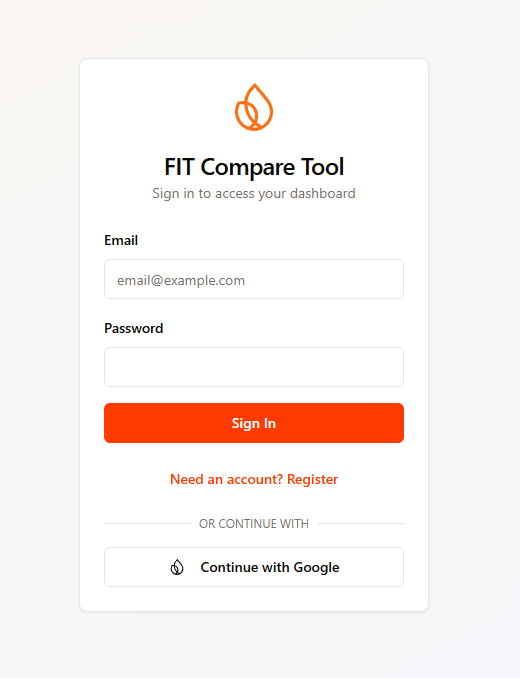 FIT Compare Tool
Sign in to access your dashboard
Email
email@example.com
Password
Sign In
Need an account? Register
OR CONTINUE WITH
Continue with Google